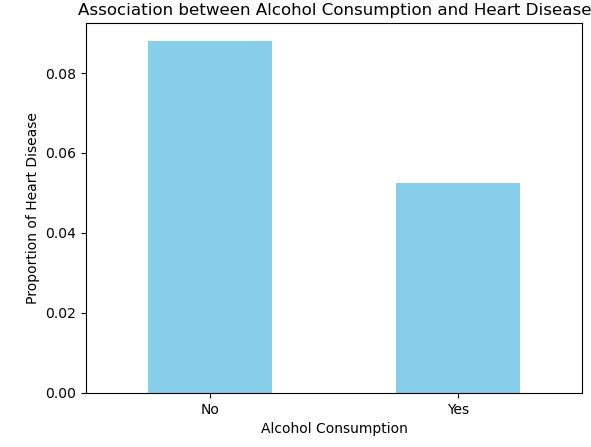 Association between Alcohol Consumption and Heart Disease
Proportion of Heart Disease
0.08
0.06
0.04
0.02
0.00
No
Yes
Alcohol Consumption